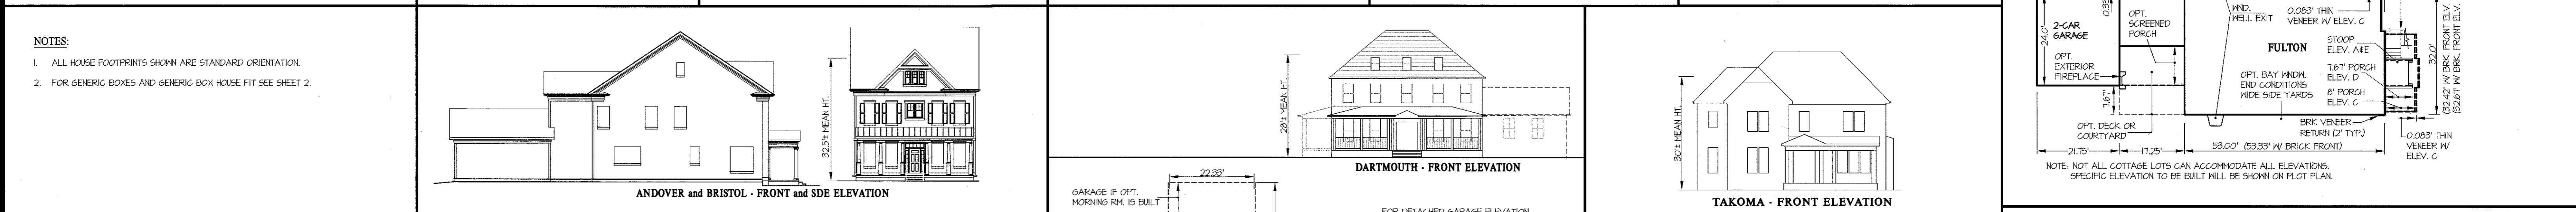 NOTES:
1. ALL HOUSE FOOTPRINTS SHOWN ARE STANDARD ORIENTATION.
2. FOR GENERIC BOXES AND GENERIC BOX HOUSE FIT SEE SHEET 2.
32.5'± MEAN HT.
ANDOVER and BRISTOL - FRONT and SDE ELEVATION
28'± MEAN HT.
DARTMOUTH - FRONT ELEVATION
22.33'
GARAGE IF OPT.
MORNING RM. IS BUILT
FOR DETACHED GARAGE ELEVATION
30'± MEAN HT.
TAKOMA - FRONT ELEVATION
24.0'
2-CAR
GARAGE
OPT.
EXTERIOR
FIREPLACE
OPT.
SCREENED
PORCH
7.67'
OPT. DECK OR
COURTYARD
21.75'
17.25'
WND.
WELL EXIT
0.083' THIN
VENEER W/ ELEV. C
FULTON
STOOP
ELEV. A&E
7.67' PORCH
ELEV. D
8' PORCH
ELEV. C
OPT. BAY WNDW.
END CONDITIONS
WIDE SIDE YARDS
BRK VENEER
RETURN (2' TYP.)
53.00' (53.33' W/ BRICK FRONT)
32.0'
(32.42' W/ BRK. FRONT ELV.
(32.67' W/ BRK. FRONT ELV.
0.083' THIN
VENEER W/
ELEV. C
NOTE: NOT ALL COTTAGE LOTS CAN ACCOMMODATE ALL ELEVATIONS.
SPECIFIC ELEVATION TO BE BUILT WILL BE SHOWN ON PLOT PLAN.